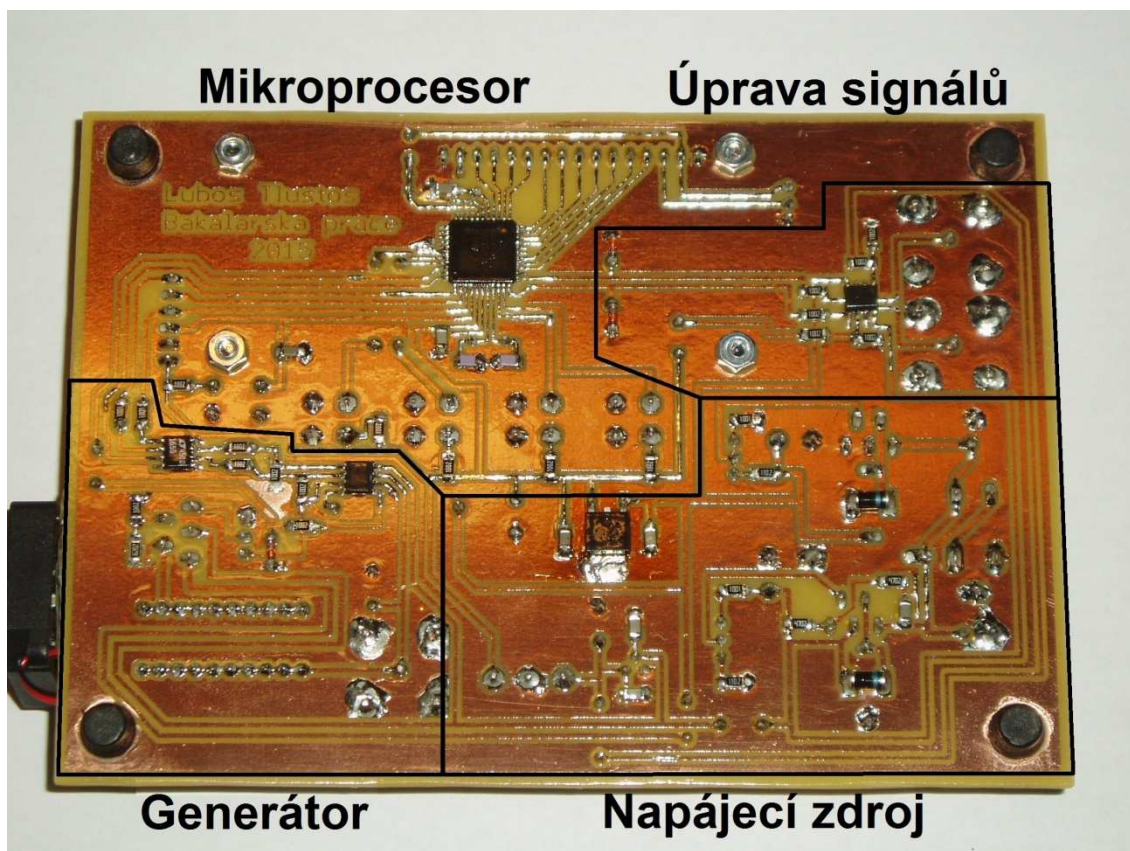 Mikroprocesor
Úprava signálů
Lubos Tlustos
Bakalarska prace
Generátor
Napájecí zdroj